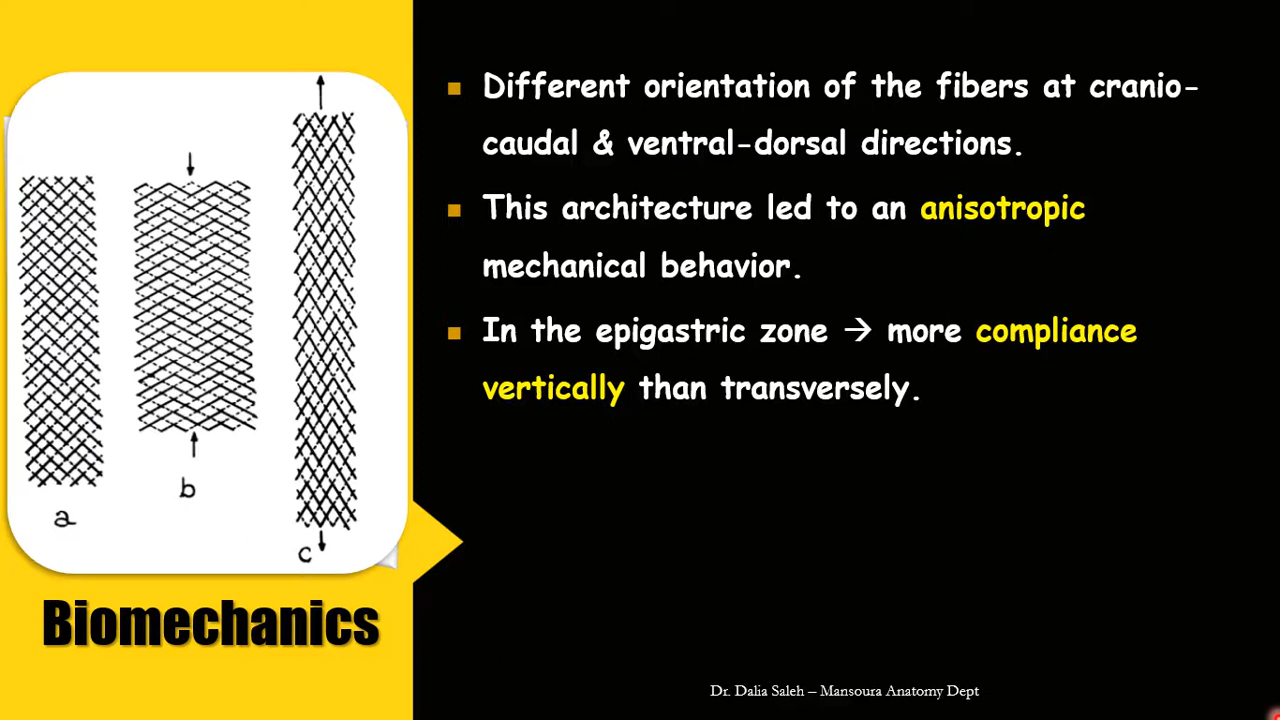 ▪ Different orientation of the fibers at cranio-
caudal & ventral-dorsal directions.
▪ This architecture led to an anisotropic
mechanical behavior.
▪ In the epigastric zone → more compliance
vertically than transversely.
a
b
c
Biomechanics
Dr. Dalia Saleh – Mansoura Anatomy Dept